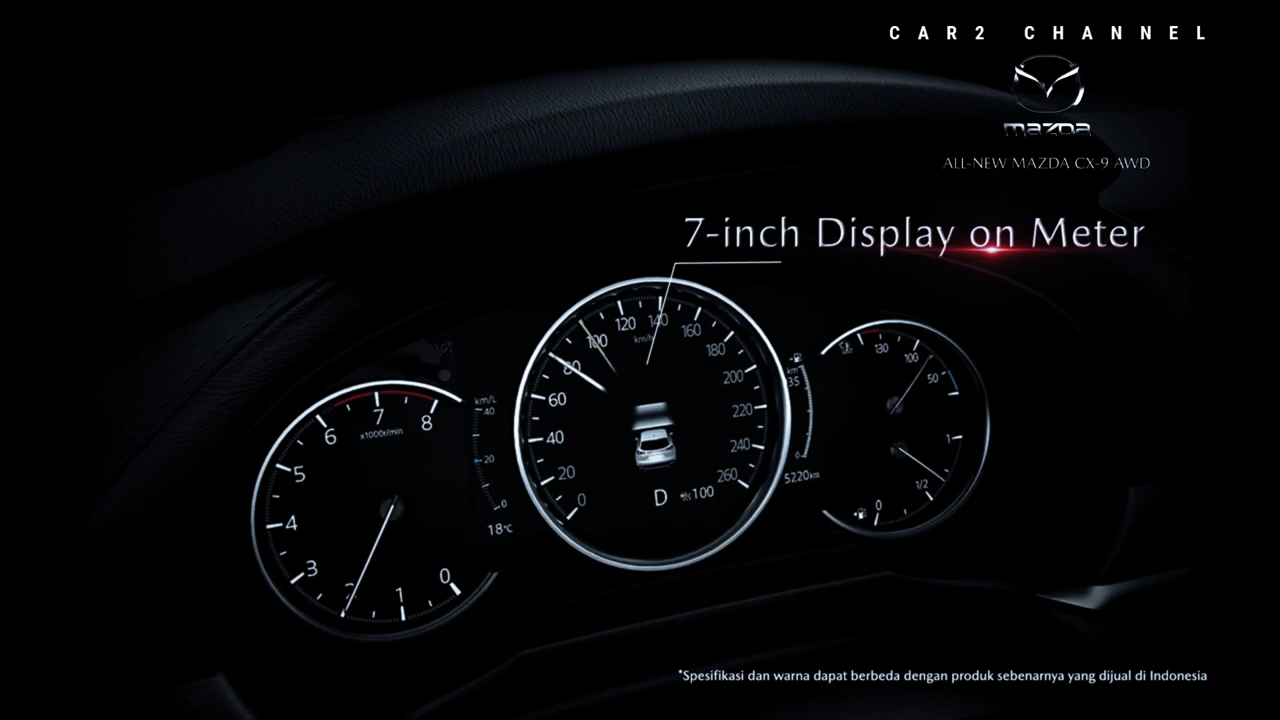 CAR2 CHANNEL
mazda
ALL-NEW MAZDA CX-9 AWD
7-inch Display on Meter
0
1
2
3
4
5
6
7
8
x1000r/min
km/L
40
20
0
18°C
0
20
40
60
80
100
120
140
160
180
200
220
240
260
km/h
D
100
km
35
0
5220km
130
100
50
1
1/2
0
*Spesifikasi dan warna dapat berbeda dengan produk sebenarnya yang dijual di Indonesia